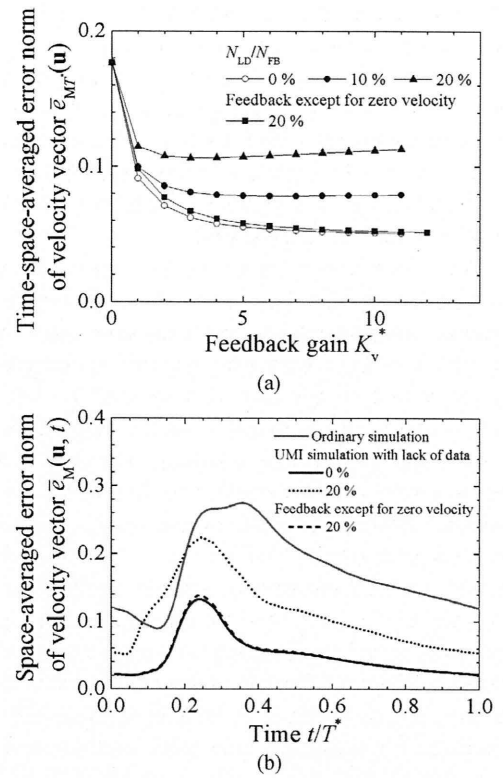 0.2
0.1
0.0
Time-space-averaged error norm
of velocity vector ēMT*(u)
N_LD/N_FB
0 % 10 % 20 %
Feedback except for zero velocity
20 %
0 5 10
Feedback gain K_v^*
(a)
0.4
0.3
0.2
0.1
0.0
Space-averaged error norm
of velocity vector ē_M(u, t)
Ordinary simulation
UMI simulation with lack of data
0 %
20 %
Feedback except for zero velocity
20 %
0.0 0.2 0.4 0.6 0.8 1.0
Time t/T^*
(b)